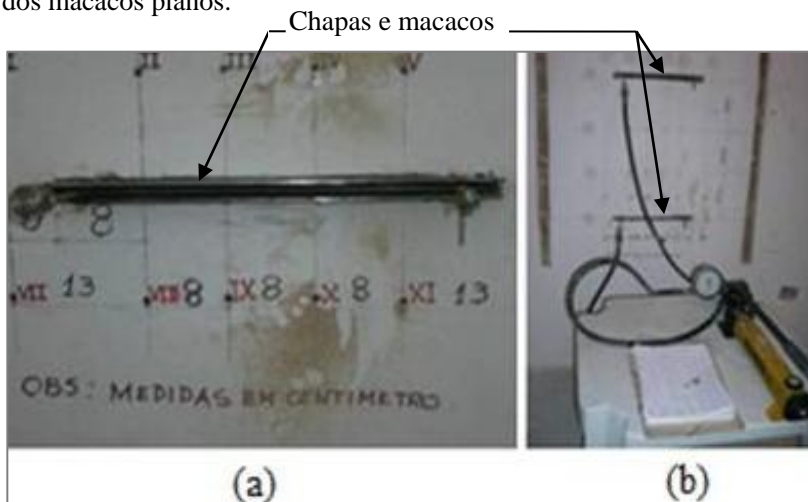 dos macacos planos.
Chapas e macacos
I II III IV V
8 8
VII 13 VIII 8 IX 8 X 8 XI 13
OBS: MEDIDAS EM CENTIMETRO
(a) (b)